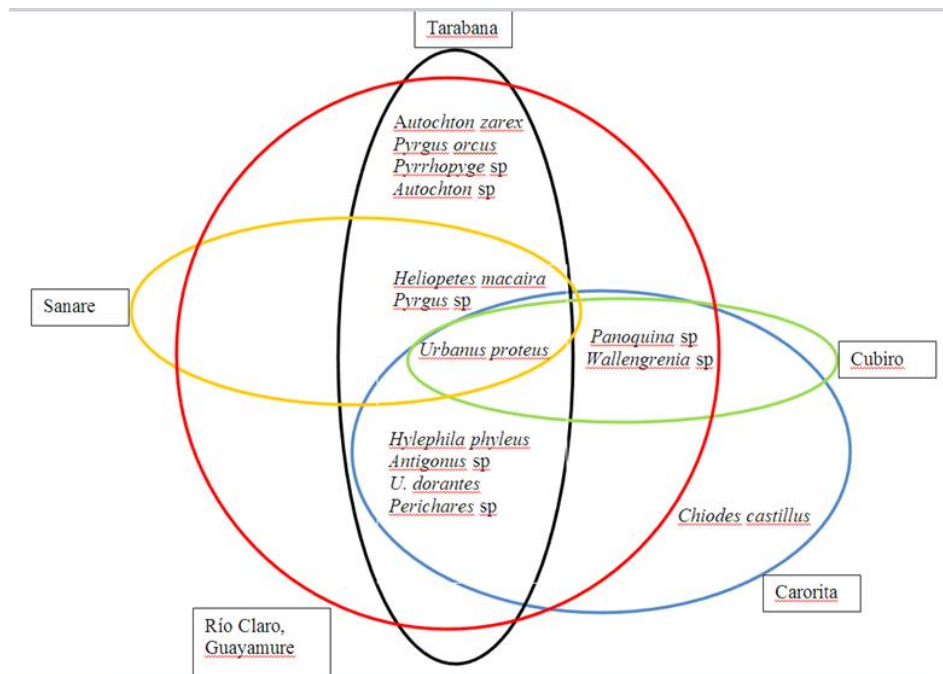 Tarabana
Autochton zarex
Pyrgus orcus
Pyrrhopyge sp
Autochton sp
Heliopetes macaira
Pyrgus sp
Sanare
Urbanus proteus
Panoquina sp
Wallengrenia sp
Cubiro
Hylephila phyleus
Antigonus sp
U. dorantes
Perichares sp
Chiodes castillus
Carorita
Río Claro,
Guayamure